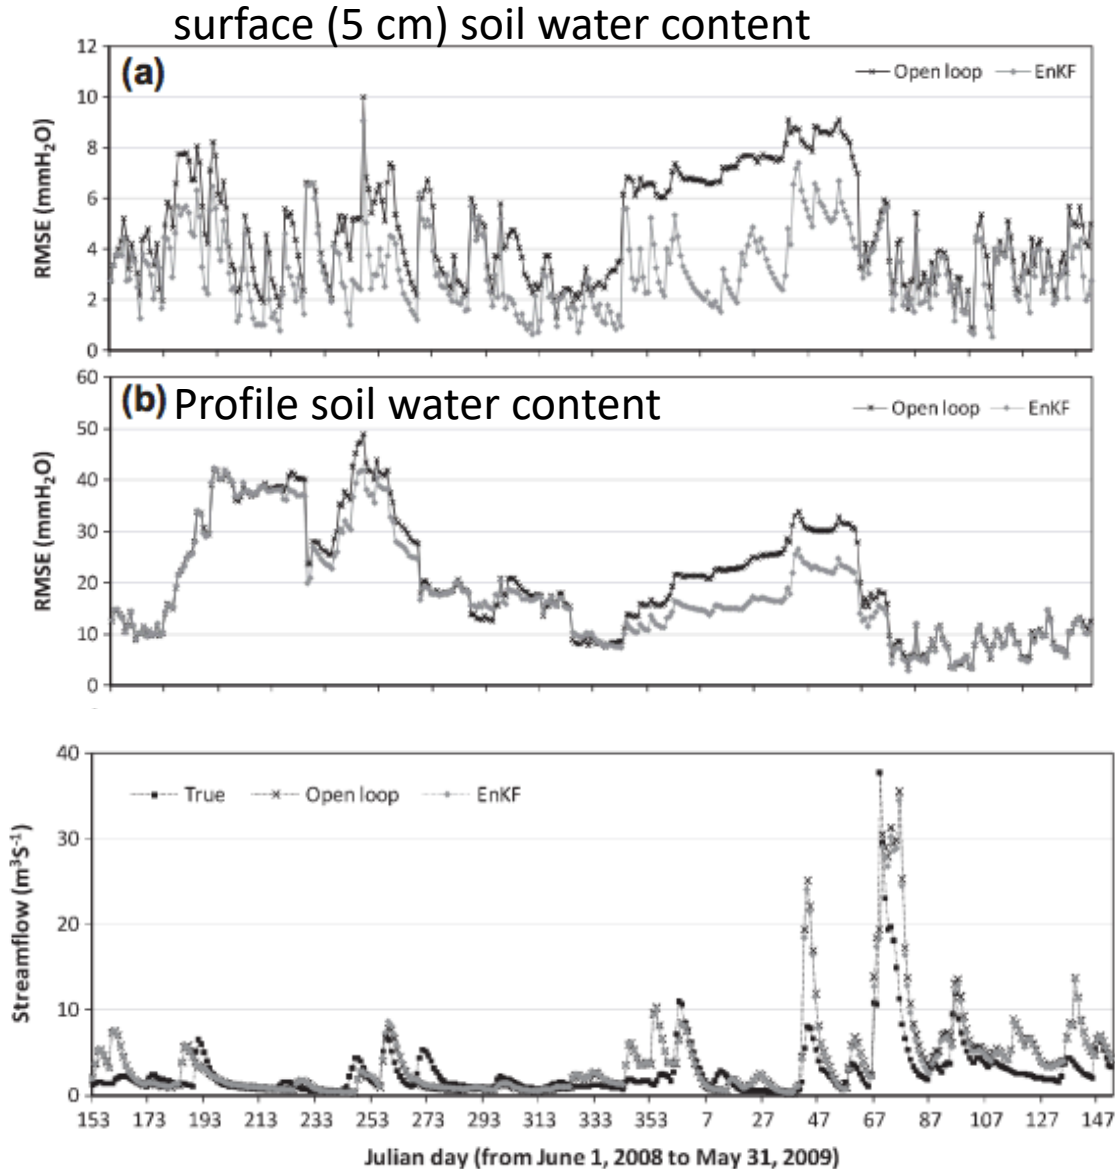 surface (5 cm) soil water content
12
(a)
Open loop
EnKF
10
8
6
4
2
0
RMSE (mmH₂O)
60
(b) Profile soil water content
Open loop
EnKF
50
40
30
20
10
0
RMSE (mmH₂O)
40
True
Open loop
EnKF
30
20
10
0
Streamflow (m³S⁻¹)
153 173 193 213 233 253 273 293 313 333 353 7 27 47 67 87 107 127 147
Julian day (from June 1, 2008 to May 31, 2009)